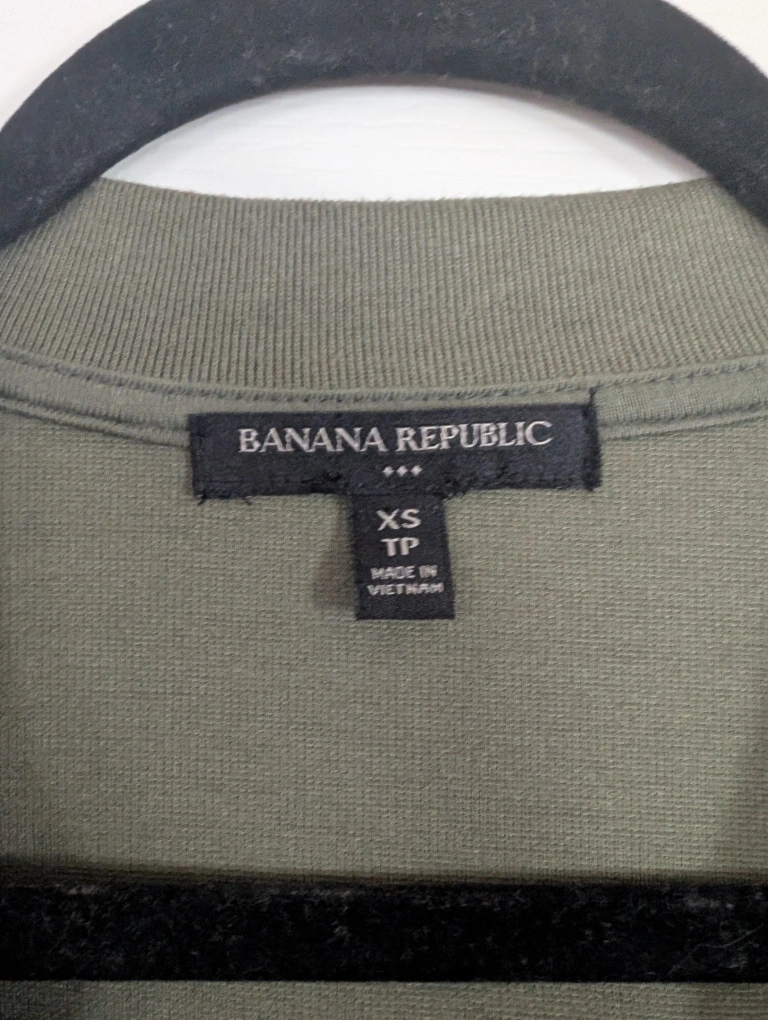 BANANA REPUBLIC
XS
TP
MADE IN
VIETNAM